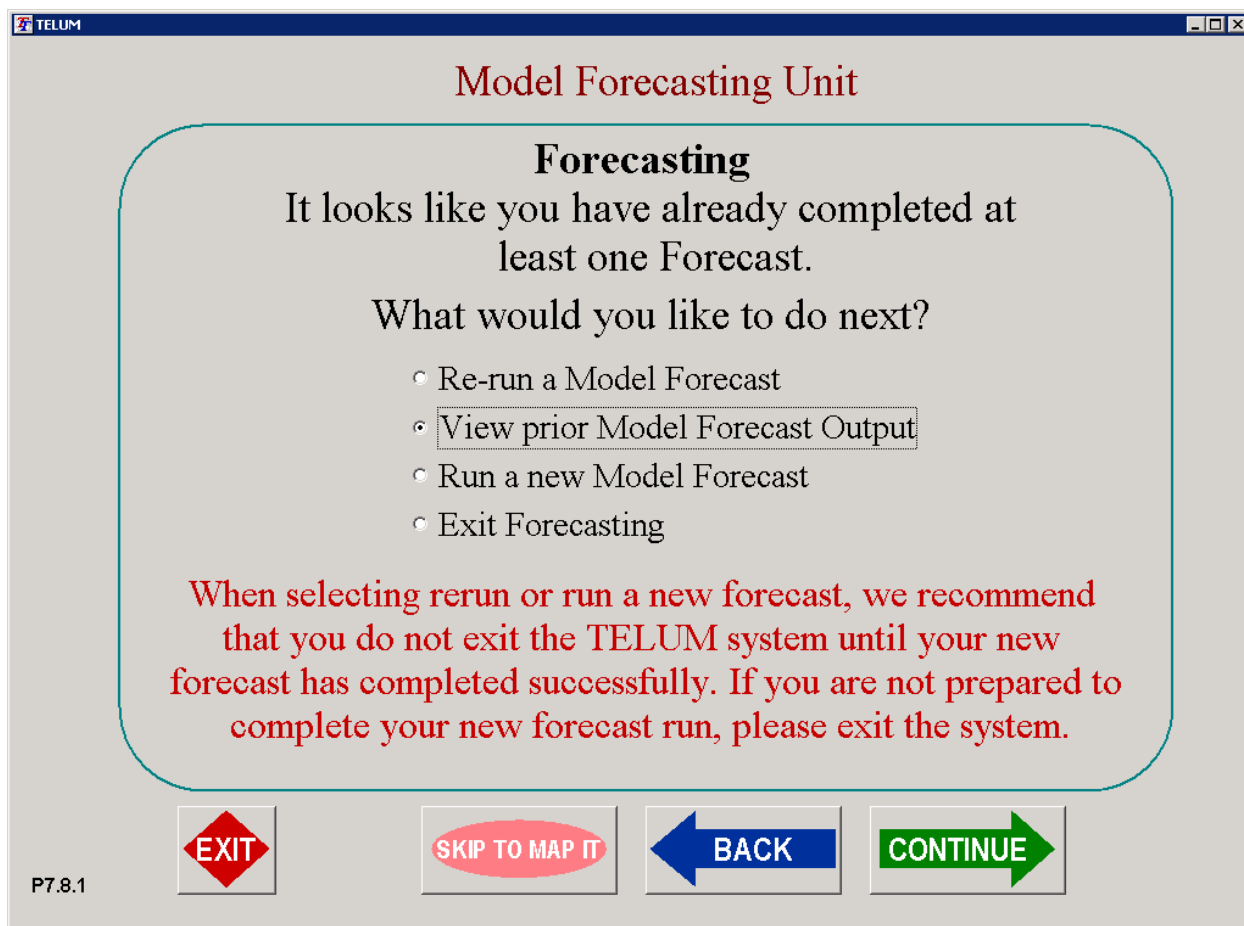 TELUM
Model Forecasting Unit
Forecasting
It looks like you have already completed at
least one Forecast.
What would you like to do next?
Re-run a Model Forecast
View prior Model Forecast Output
Run a new Model Forecast
Exit Forecasting
When selecting rerun or run a new forecast, we recommend
that you do not exit the TELUM system until your new
forecast has completed successfully. If you are not prepared to
complete your new forecast run, please exit the system.
EXIT
SKIP TO MAP IT
BACK
CONTINUE
P7.8.1